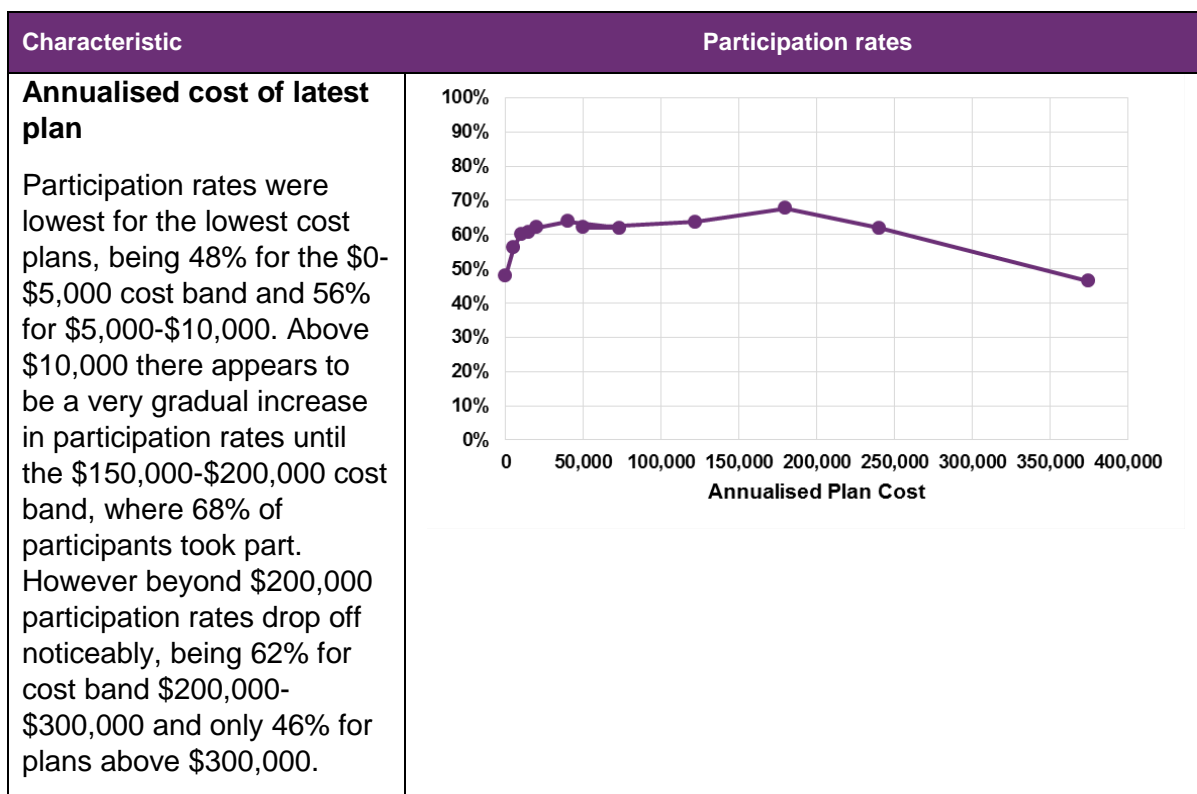 Characteristic
Participation rates
Annualised cost of latest
plan
Participation rates were
lowest for the lowest cost
plans, being 48% for the $0-
$5,000 cost band and 56%
for $5,000-$10,000. Above
$10,000 there appears to
be a very gradual increase
in participation rates until
the $150,000-$200,000 cost
band, where 68% of
participants took part.
However beyond $200,000
participation rates drop off
noticeably, being 62% for
cost band $200,000-
$300,000 and only 46% for
plans above $300,000.
100%
90%
80%
70%
60%
50%
40%
30%
20%
10%
0%
0 50,000 100,000 150,000 200,000 250,000 300,000 350,000 400,000
Annualised Plan Cost